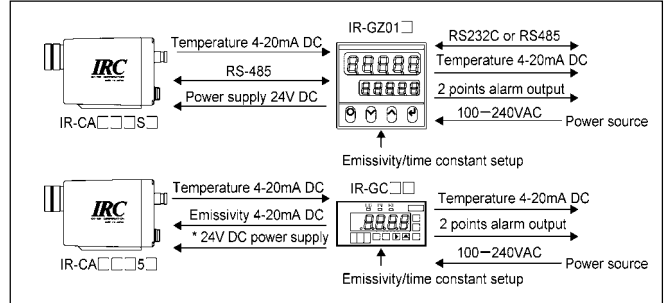 IR-GZ01□
Temperature 4-20mA DC
RS232C or RS485
Temperature 4-20mA DC
IRC
RS-485
2 points alarm output
Power supply 24V DC
100−240VAC
Power source
IR-CA□□□S□
Emissivity/time constant setup
Temperature 4-20mA DC
IR-GC□□
Temperature 4-20mA DC
IRC
Emissivity 4-20mA DC
2 points alarm output
* 24V DC power supply
100−240VAC
Power source
IR-CA□□□5□
Emissivity/time constant setup